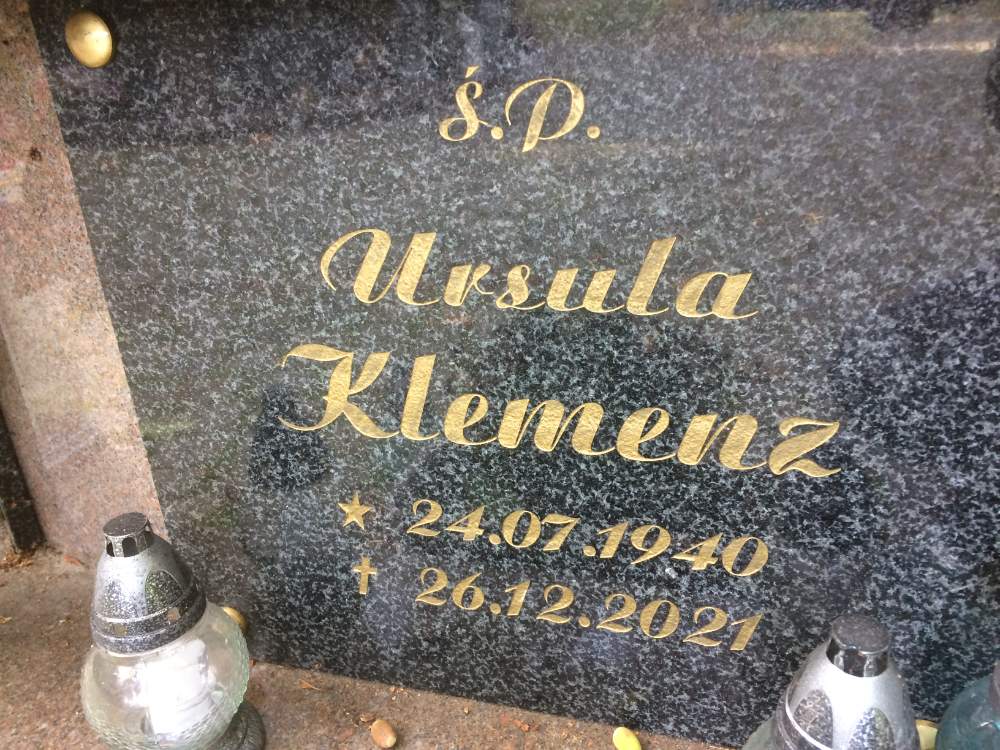 ś.P.
Ursula
Klemenz
★ 24.07.1940
✝ 26.12.2021